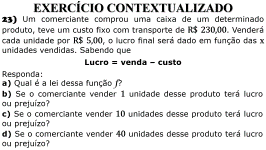 EXERCÍCIO CONTEXTUALIZADO
23) Um comerciante comprou uma caixa de um determinado
produto, teve um custo fixo com transporte de R$ 230,00. Venderá
cada unidade por R$ 5,00, o lucro final será dado em função das x
unidades vendidas. Sabendo que
Lucro = venda – custo
Responda:
a) Qual é a lei dessa função f?
b) Se o comerciante vender 1 unidade desse produto terá lucro
ou prejuízo?
c) Se o comerciante vender 10 unidades desse produto terá lucro
ou prejuízo?
d) Se o comerciante vender 40 unidades desse produto terá lucro
ou prejuízo?